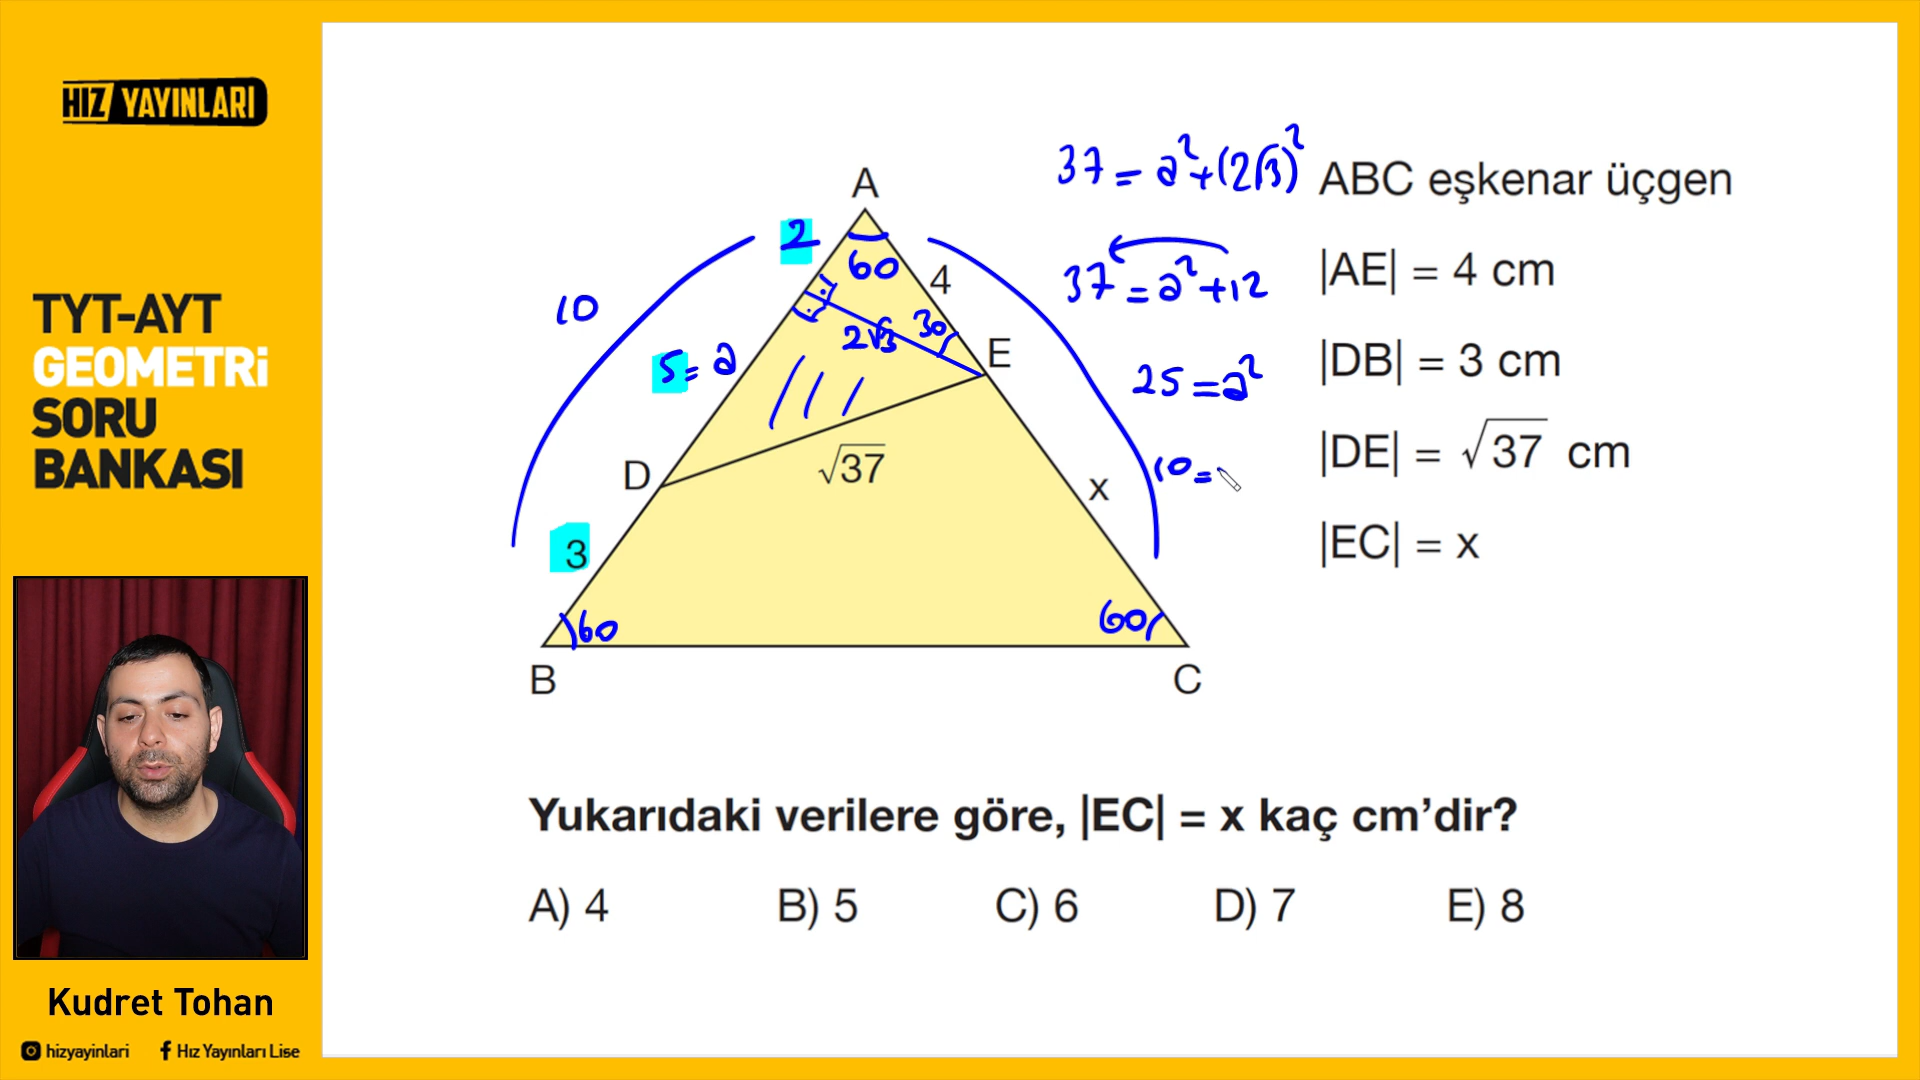 HIZ YAYINLARI
TYT-AYT
GEOMETRİ
SORU
BANKASI
Kudret Tohan
hizyayinlari
Hız Yayınları Lise
A
2
60
4
10
2√3
30
E
5 = a
D
√37
x
3
60
60
B
C
37 = a² + (2√3)²
37 = a² + 12
25 = a²
10 =
ABC eşkenar üçgen
|AE| = 4 cm
|DB| = 3 cm
|DE| = √37 cm
|EC| = x
Yukarıdaki verilere göre, |EC| = x kaç cm’dir?
A) 4 B) 5 C) 6 D) 7 E) 8